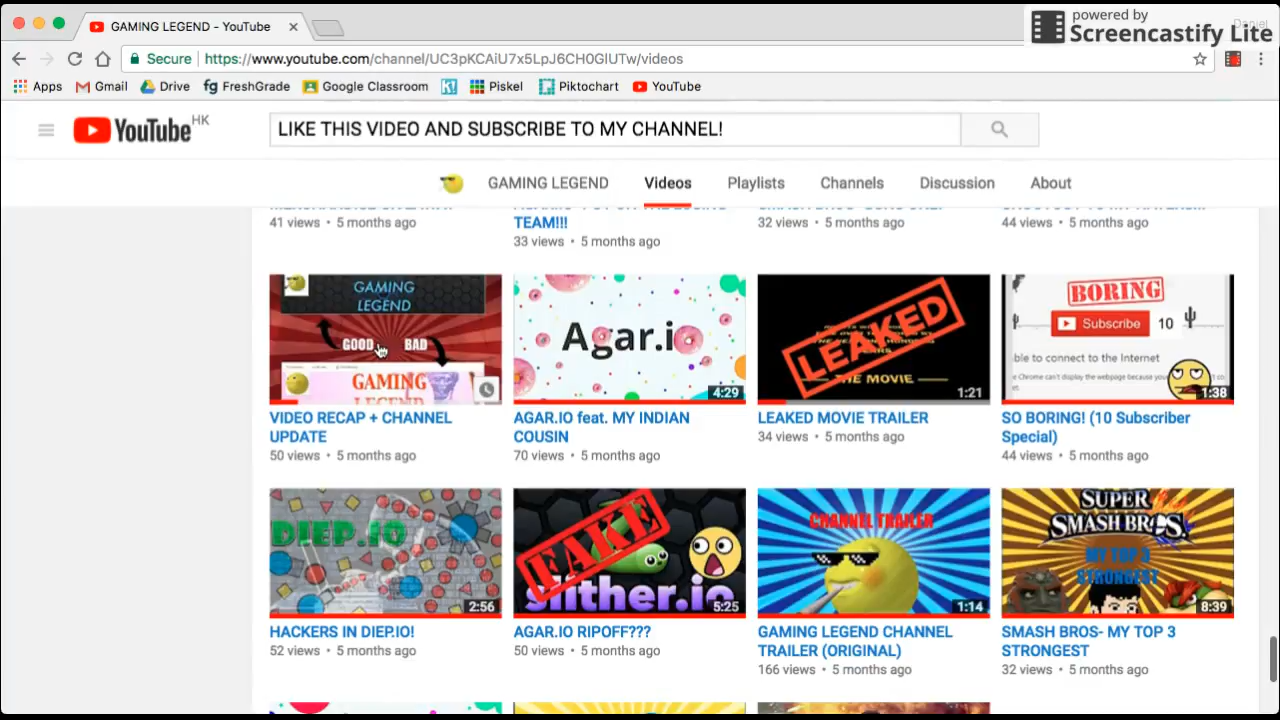 GAMING LEGEND - YouTube
powered by
Screencastify Lite
Daniel
Secure
https://www.youtube.com/channel/UC3pKCAiU7x5LpJ6CH0GlUTw/videos
Apps
Gmail
Drive
fg FreshGrade
Google Classroom
Piskel
Piktochart
YouTube
YouTube HK
LIKE THIS VIDEO AND SUBSCRIBE TO MY CHANNEL!
GAMING LEGEND
Videos
Playlists
Channels
Discussion
About
41 views • 5 months ago
TEAM!!!
33 views • 5 months ago
32 views • 5 months ago
44 views • 5 months ago
GAMING
LEGEND
GOOD
BAD
GAMING
LEGEND
VIDEO RECAP + CHANNEL
UPDATE
50 views • 5 months ago
Agar.io
4:29
AGAR.IO feat. MY INDIAN
COUSIN
70 views • 5 months ago
LEAKED
THE MOVIE
1:21
LEAKED MOVIE TRAILER
34 views • 5 months ago
BORING
Subscribe 10
able to connect to the Internet
1:38
SO BORING! (10 Subscriber
Special)
44 views • 5 months ago
DIEP.IO
2:56
HACKERS IN DIEP.IO!
52 views • 5 months ago
FAKE
slither.io
5:25
AGAR.IO RIPOFF???
50 views • 5 months ago
CHANNEL TRAILER
1:14
GAMING LEGEND CHANNEL
TRAILER (ORIGINAL)
166 views • 5 months ago
SUPER
SMASH BROS.
MY TOP 3
STRONGEST
8:39
SMASH BROS- MY TOP 3
STRONGEST
32 views • 5 months ago